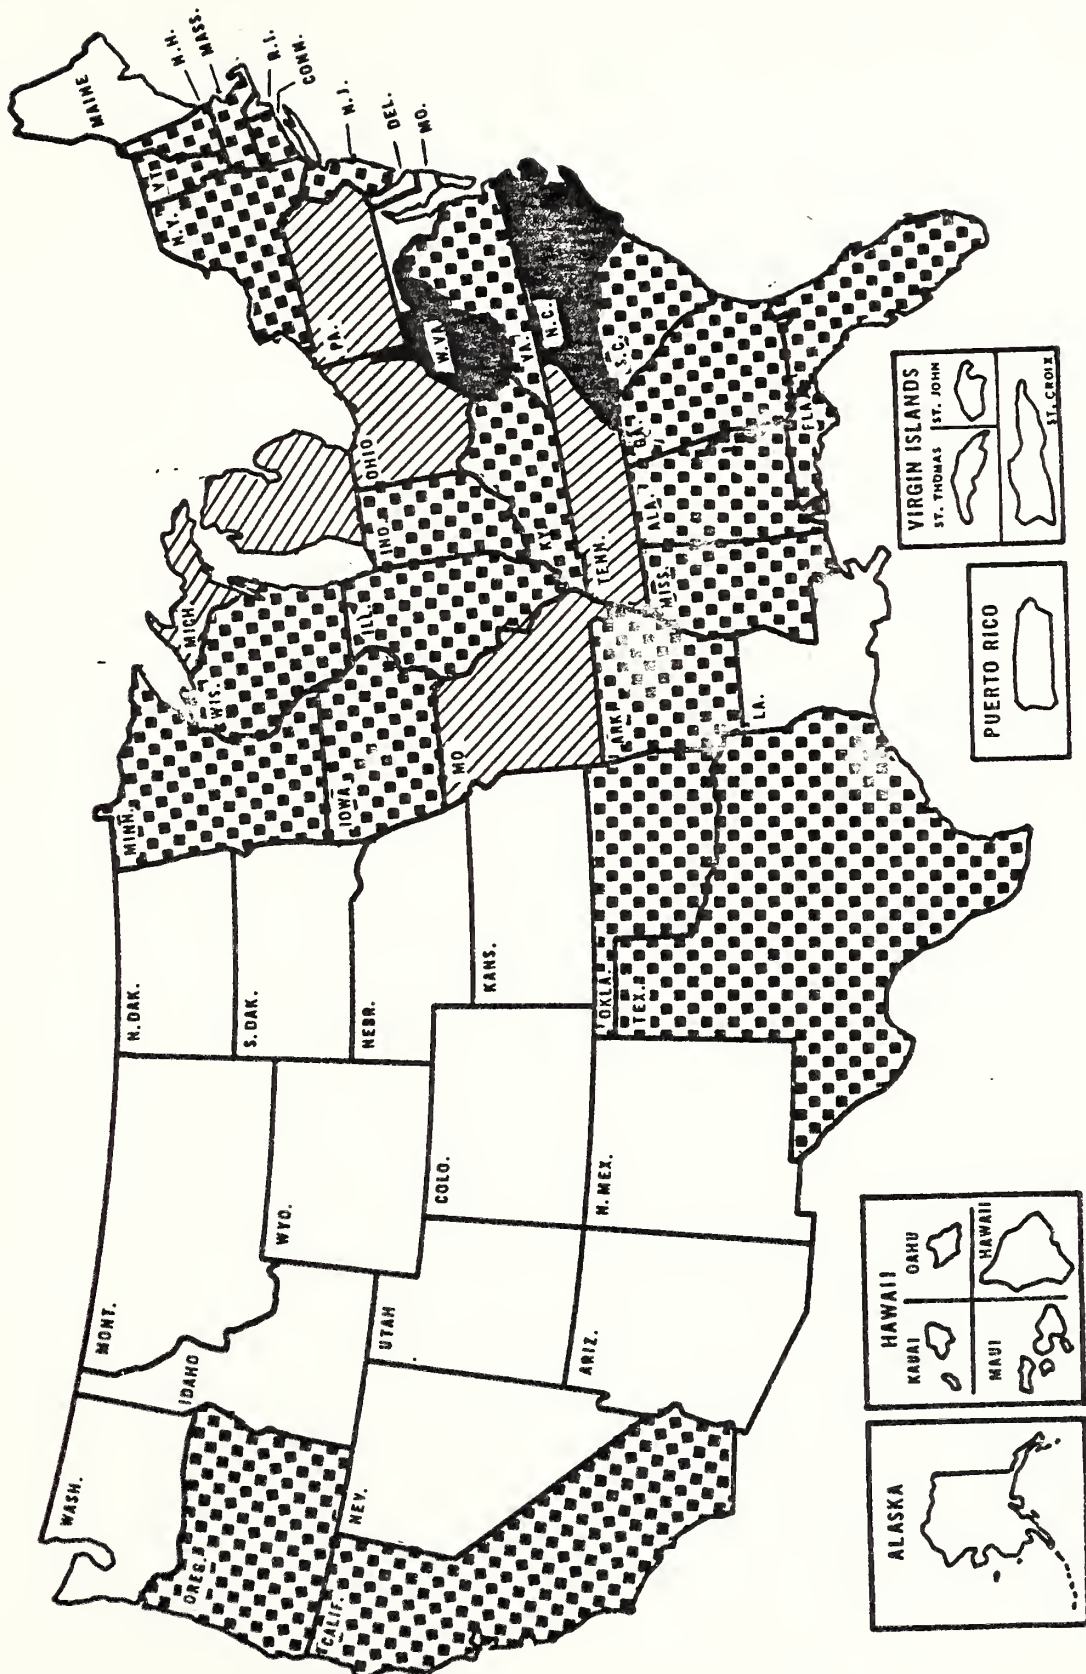 WASH.
OREG.
CALIF.
IDAHO
NEV.
MONT.
WYO.
UTAH
ARIZ.
COLO.
N. MEX.
N. DAK.
S. DAK.
NEBR.
KANS.
OKLA.
TEX.
MINN.
IOWA
MO
ARK
LA.
WIS.
ILL.
MICH
IND.
OHIO
KY.
TENN.
MISS.
ALA.
GA.
FLA.
S.C.
N.C.
VA.
W.VA
PA.
N.Y.
VT.
MAINE
N.H.
MASS.
R.I.
CONN.
N.J.
DEL.
MD.
ALASKA
HAWAII
KAUAI
OAHU
MAUI
HAWAII
PUERTO RICO
VIRGIN ISLANDS
ST. THOMAS
ST. JOHN
ST. CROIX